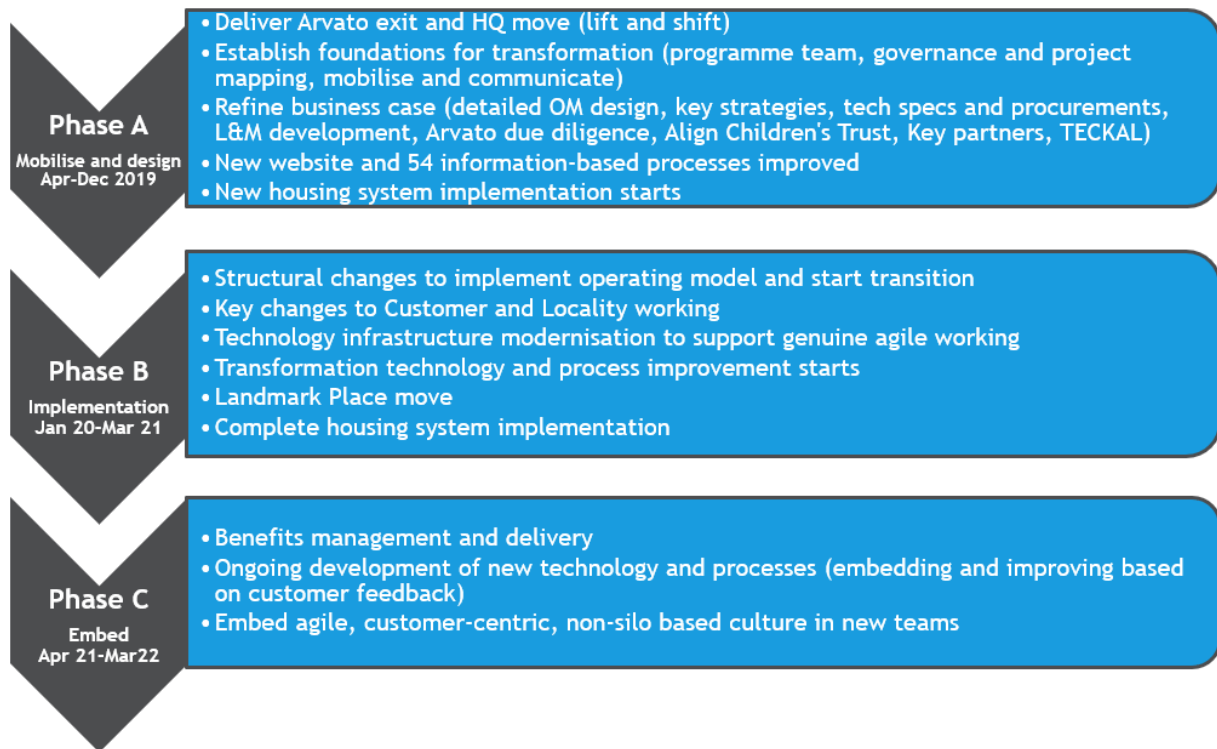 Phase A
Mobilise and design
Apr-Dec 2019
• Deliver Arvato exit and HQ move (lift and shift)
• Establish foundations for transformation (programme team, governance and project
mapping, mobilise and communicate)
• Refine business case (detailed OM design, key strategies, tech specs and procurements,
L&M development, Arvato due diligence, Align Children's Trust, Key partners, TECKAL)
• New website and 54 information-based processes improved
• New housing system implementation starts
Phase B
Implementation
Jan 20-Mar 21
• Structural changes to implement operating model and start transition
• Key changes to Customer and Locality working
• Technology infrastructure modernisation to support genuine agile working
• Transformation technology and process improvement starts
• Landmark Place move
• Complete housing system implementation
Phase C
Embed
Apr 21-Mar22
• Benefits management and delivery
• Ongoing development of new technology and processes (embedding and improving based
on customer feedback)
• Embed agile, customer-centric, non-silo based culture in new teams